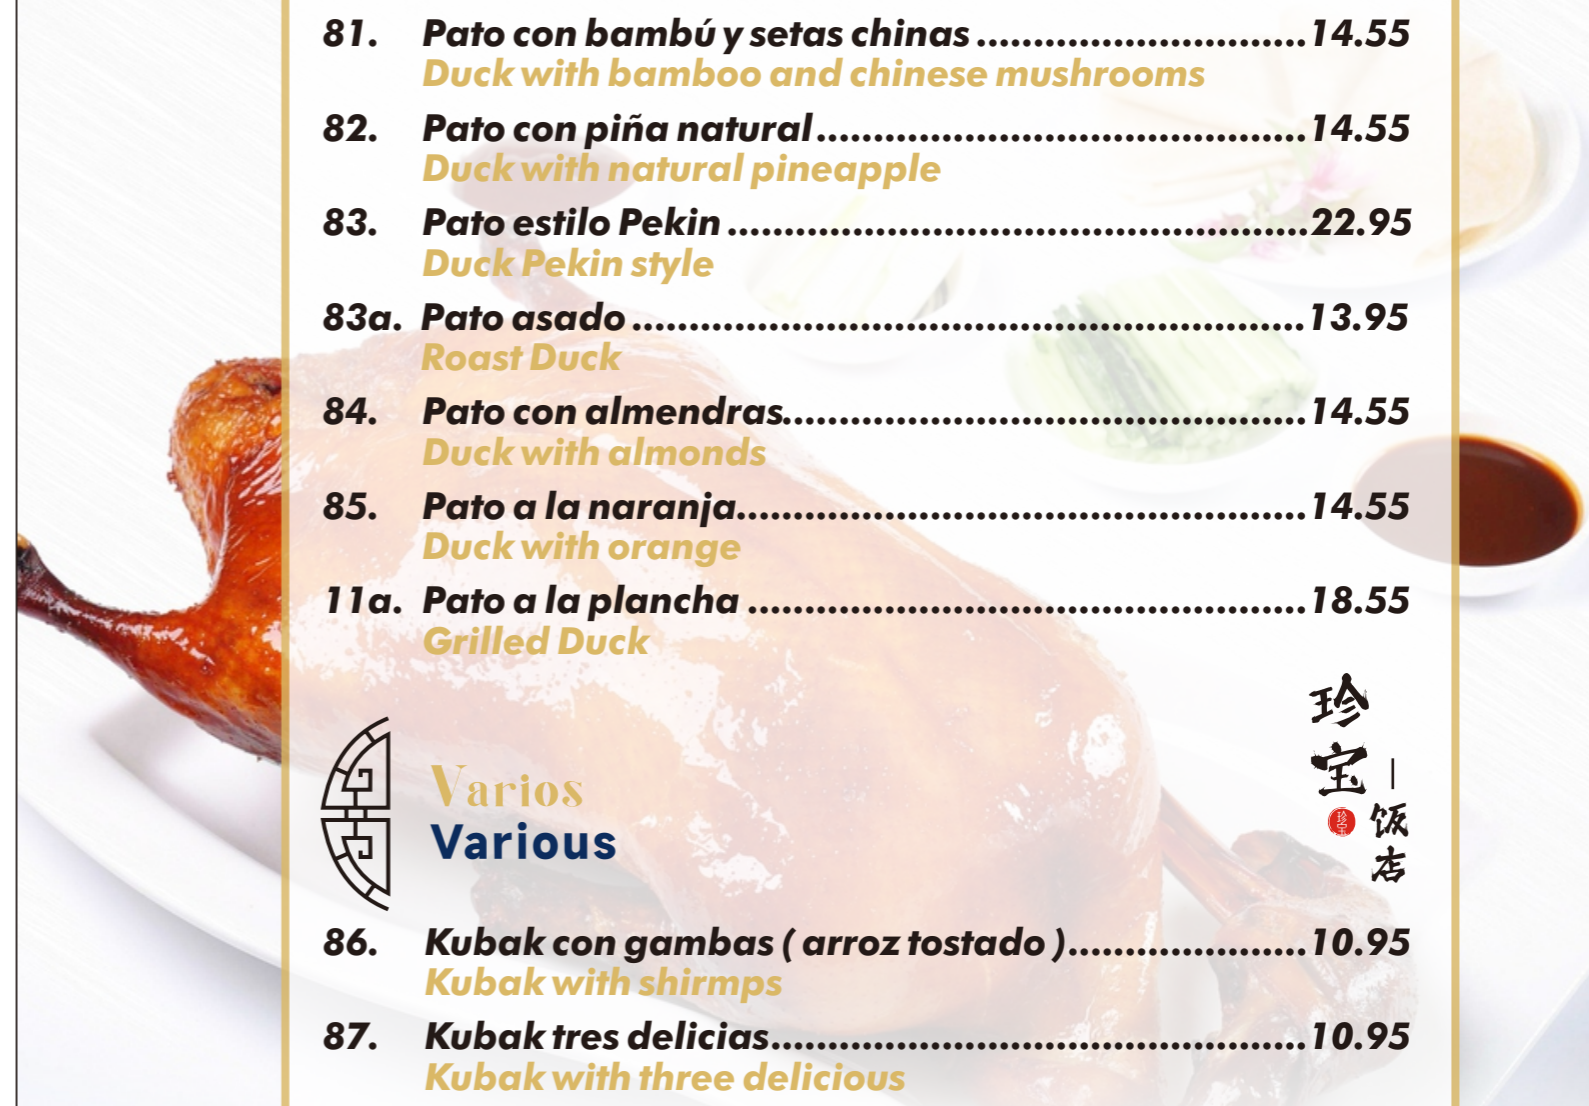 81. Pato con bambú y setas chinas.............................14.55
Duck with bamboo and chinese mushrooms
82. Pato con piña natural...........................................14.55
Duck with natural pineapple
83. Pato estilo Pekin ...................................................22.95
Duck Pekin style
83a. Pato asado ...........................................................13.95
Roast Duck
84. Pato con almendras..............................................14.55
Duck with almonds
85. Pato a la naranja..................................................14.55
Duck with orange
11a. Pato a la plancha .................................................18.55
Grilled Duck
珍宝
饭店
珍宝
Varios
Various
86. Kubak con gambas ( arroz tostado ).....................10.95
Kubak with shirmps
87. Kubak tres delicias...............................................10.95
Kubak with three delicious